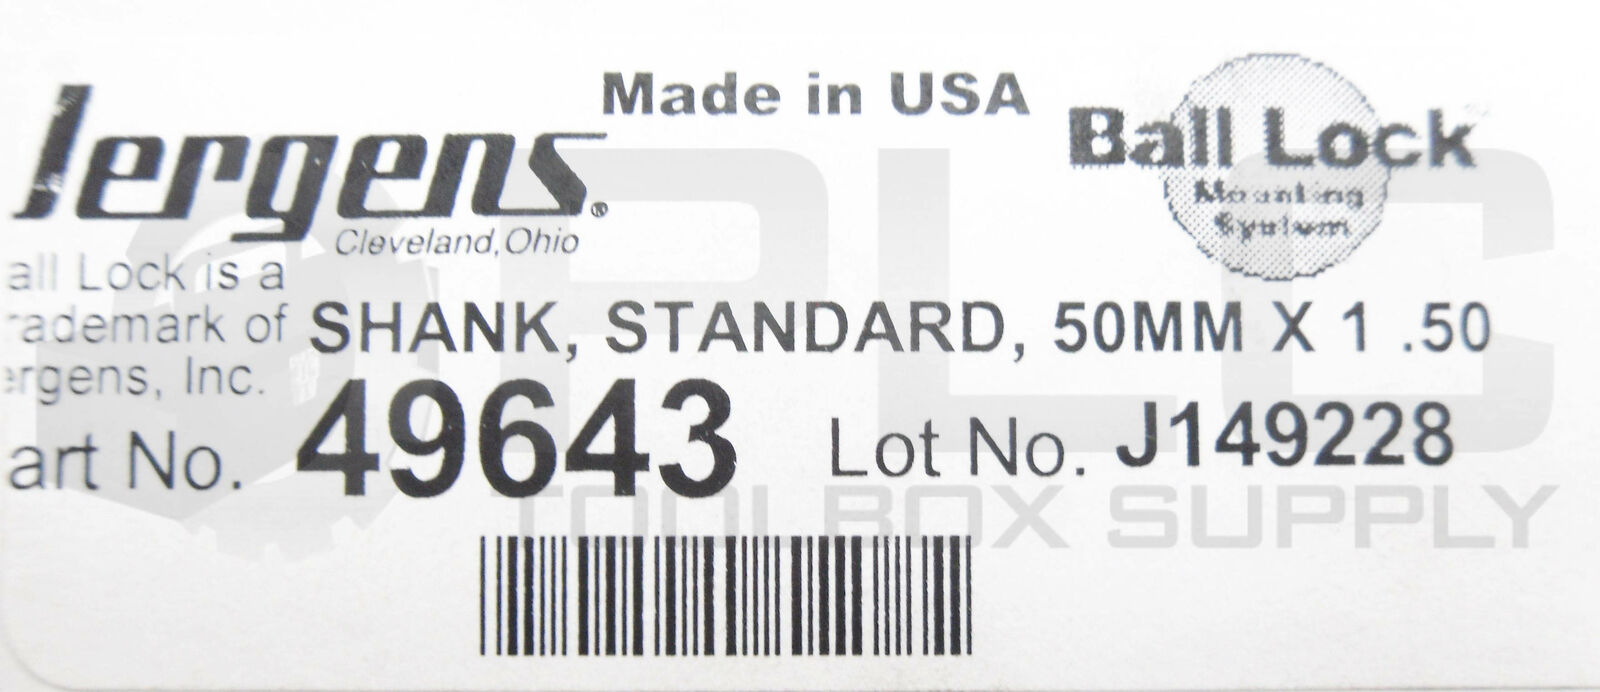 Made in USA
Jergens®
Cleveland, Ohio
Ball Lock
Mounting
System
all Lock is a
rademark of
ergens, Inc.
SHANK, STANDARD, 50MM X 1 .50
art No. 49643
Lot No. J149228
PLC
TOOLBOX SUPPLY